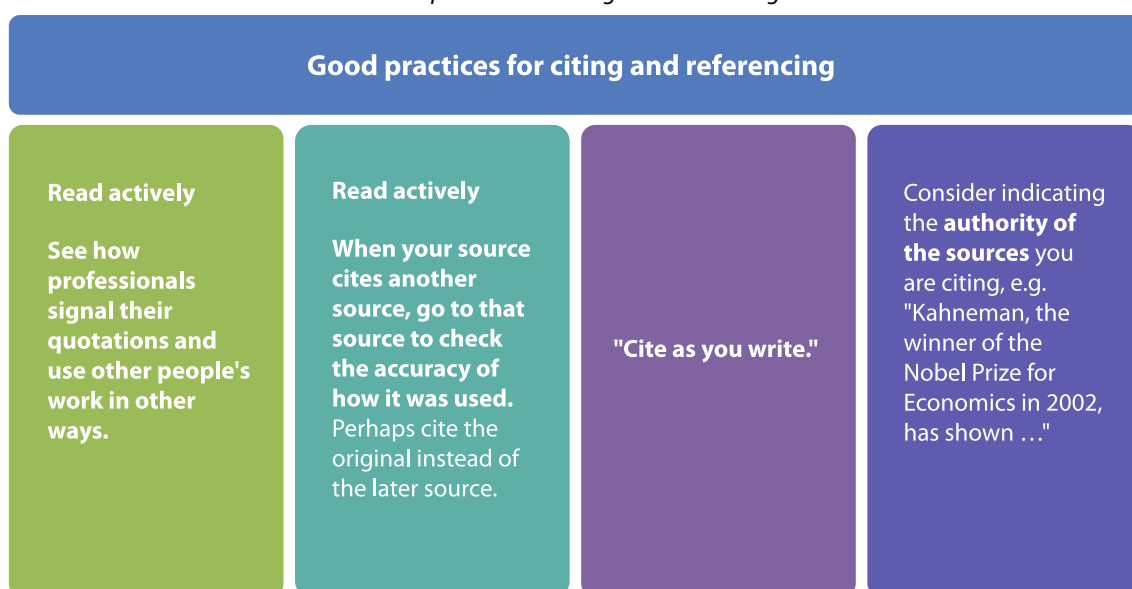 Good practices for citing and referencing
Read actively
See how
professionals
signal their
quotations and
use other people's
work in other
ways.
Read actively
When your source
cites another
source, go to that
source to check
the accuracy of
how it was used.
Perhaps cite the
original instead of
the later source.
"Cite as you write."
Consider indicating
the authority of
the sources you
are citing, e.g.
"Kahneman, the
winner of the
Nobel Prize for
Economics in 2002,
has shown …"